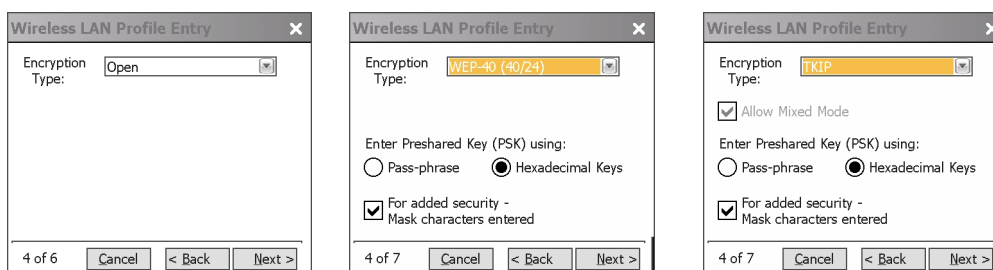 Wireless LAN Profile Entry
Encryption Type:
Open
4 of 6
Cancel
< Back
Next >
Wireless LAN Profile Entry
Encryption Type:
WEP-40 (40/24)
Enter Preshared Key (PSK) using:
Pass-phrase
Hexadecimal Keys
For added security -
Mask characters entered
4 of 7
Cancel
< Back
Next >
Wireless LAN Profile Entry
Encryption Type:
TKIP
Allow Mixed Mode
Enter Preshared Key (PSK) using:
Pass-phrase
Hexadecimal Keys
For added security -
Mask characters entered
4 of 7
Cancel
< Back
Next >